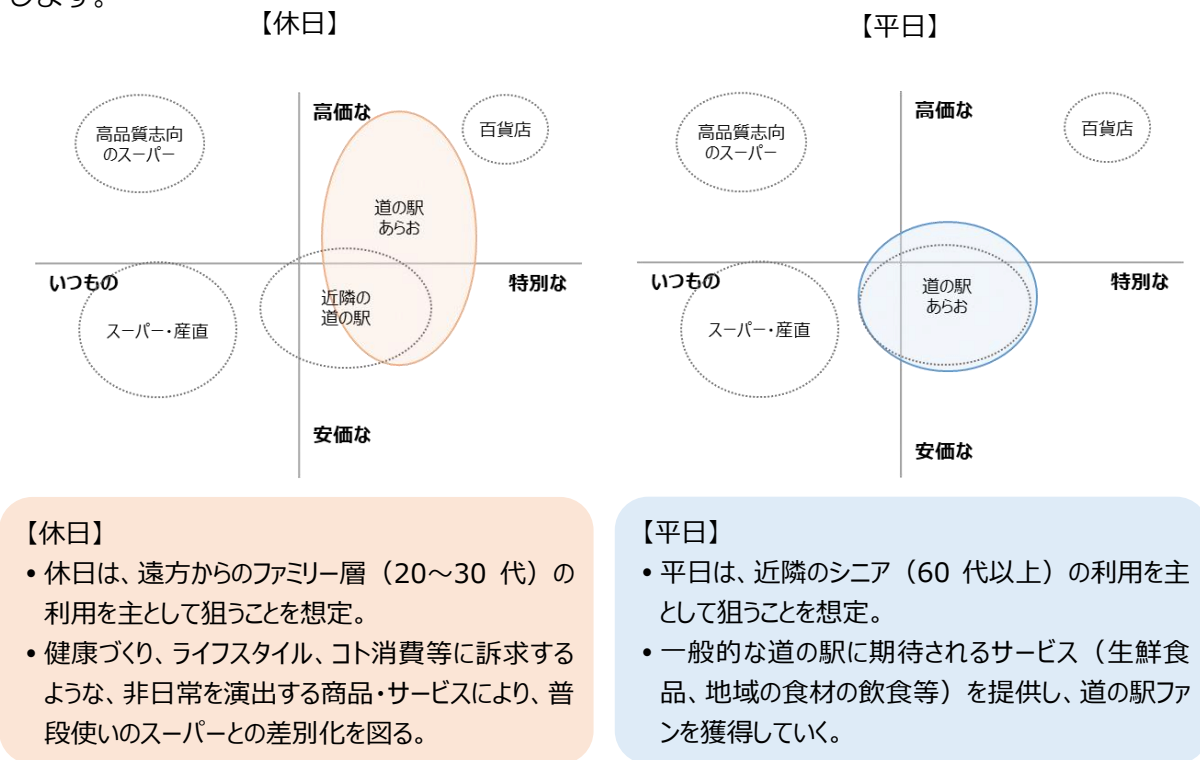 します。
【休日】
高価な
高品質志向
のスーパー
百貨店
道の駅
あらお
いつもの
特別な
近隣の
道の駅
スーパー・産直
安価な
【平日】
高価な
高品質志向
のスーパー
百貨店
いつもの
特別な
道の駅
あらお
スーパー・産直
安価な
【休日】
• 休日は、遠方からのファミリー層（20～30 代）の
利用を主として狙うことを想定。
• 健康づくり、ライフスタイル、コト消費等に訴求する
ような、非日常を演出する商品・サービスにより、普
段使いのスーパーとの差別化を図る。
【平日】
• 平日は、近隣のシニア（60 代以上）の利用を主
として狙うことを想定。
• 一般的な道の駅に期待されるサービス（生鮮食
品、地域の食材の飲食等）を提供し、道の駅ファ
ンを獲得していく。